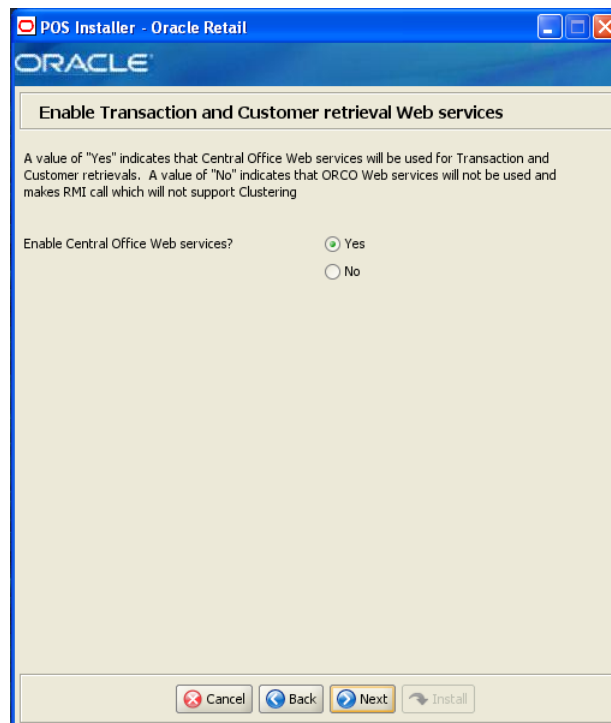 POS Installer - Oracle Retail
ORACLE
Enable Transaction and Customer retrieval Web services
A value of "Yes" indicates that Central Office Web services will be used for Transaction and
Customer retrievals.  A value of "No" indicates that ORCO Web services will not be used and
makes RMI call which will not support Clustering
Enable Central Office Web services?
Yes
No
Cancel
Back
Next
Install